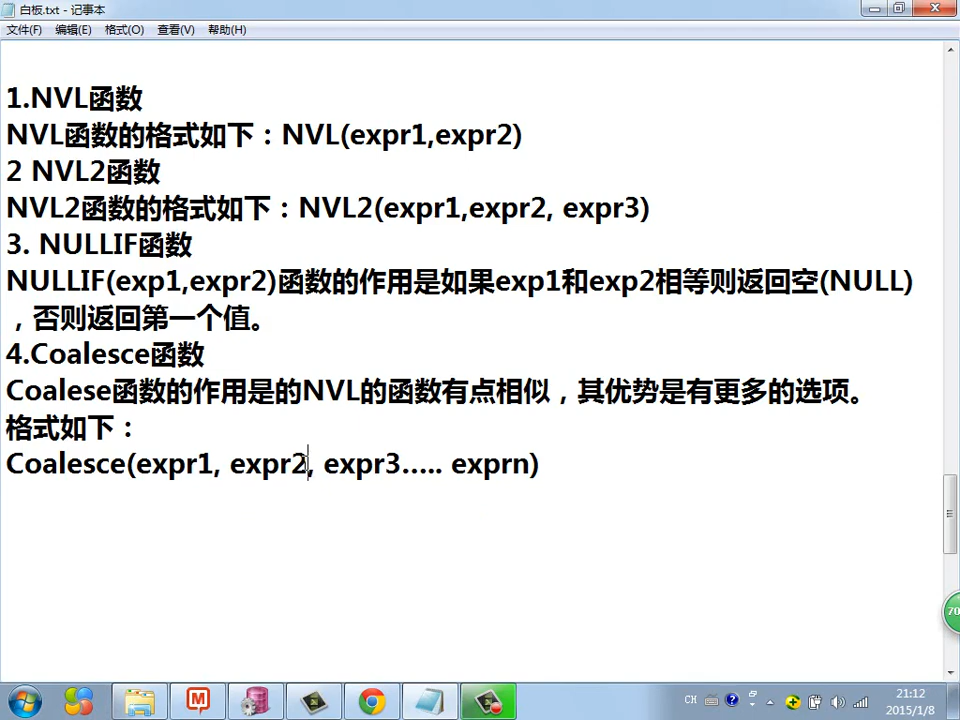 白板.txt - 记事本
文件(F) 编辑(E) 格式(O) 查看(V) 帮助(H)
1.NVL函数
NVL函数的格式如下：NVL(expr1,expr2)
2 NVL2函数
NVL2函数的格式如下：NVL2(expr1,expr2, expr3)
3. NULLIF函数
NULLIF(exp1,expr2)函数的作用是如果exp1和exp2相等则返回空(NULL)
，否则返回第一个值。
4.Coalesce函数
Coalese函数的作用是的NVL的函数有点相似，其优势是有更多的选项。
格式如下：
Coalesce(expr1, expr2, expr3….. exprn)
70
CH
21:12
2015/1/8